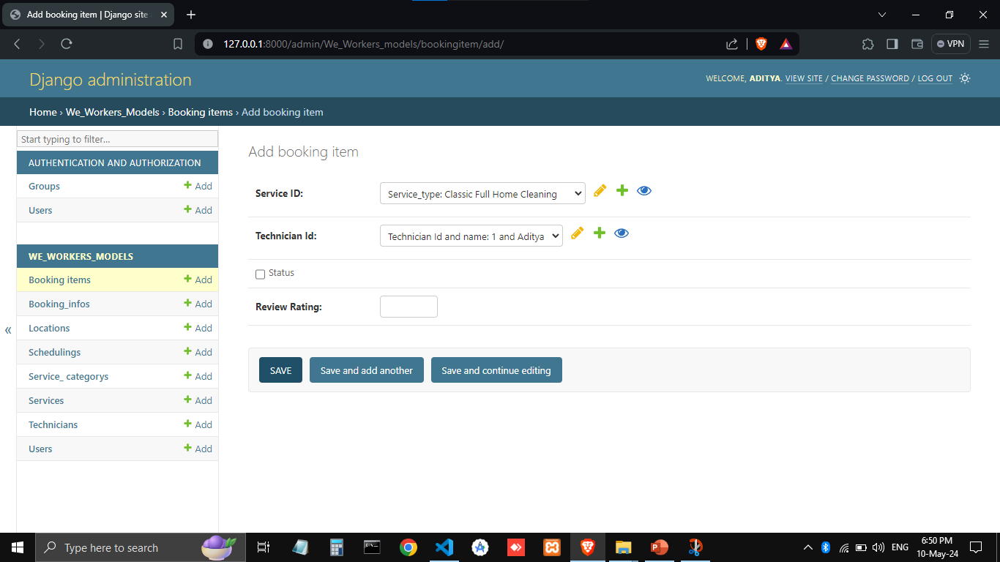 Add booking item | Django site
127.0.0.1:8000/admin/We_Workers_models/bookingitem/add/
VPN
Django administration
WELCOME, ADITYA. VIEW SITE / CHANGE PASSWORD / LOG OUT
Home › We_Workers_Models › Booking items › Add booking item
Start typing to filter...
AUTHENTICATION AND AUTHORIZATION
Groups Add
Users Add
WE_WORKERS_MODELS
Booking items Add
Booking_infos Add
Locations Add
Schedulings Add
Service_ categorys Add
Services Add
Technicians Add
Users Add
«
Add booking item
Service ID: Service_type: Classic Full Home Cleaning
Technician Id: Technician Id and name: 1 and Aditya
Status
Review Rating:
SAVE Save and add another Save and continue editing
Type here to search
ENG
6:50 PM
10-May-24